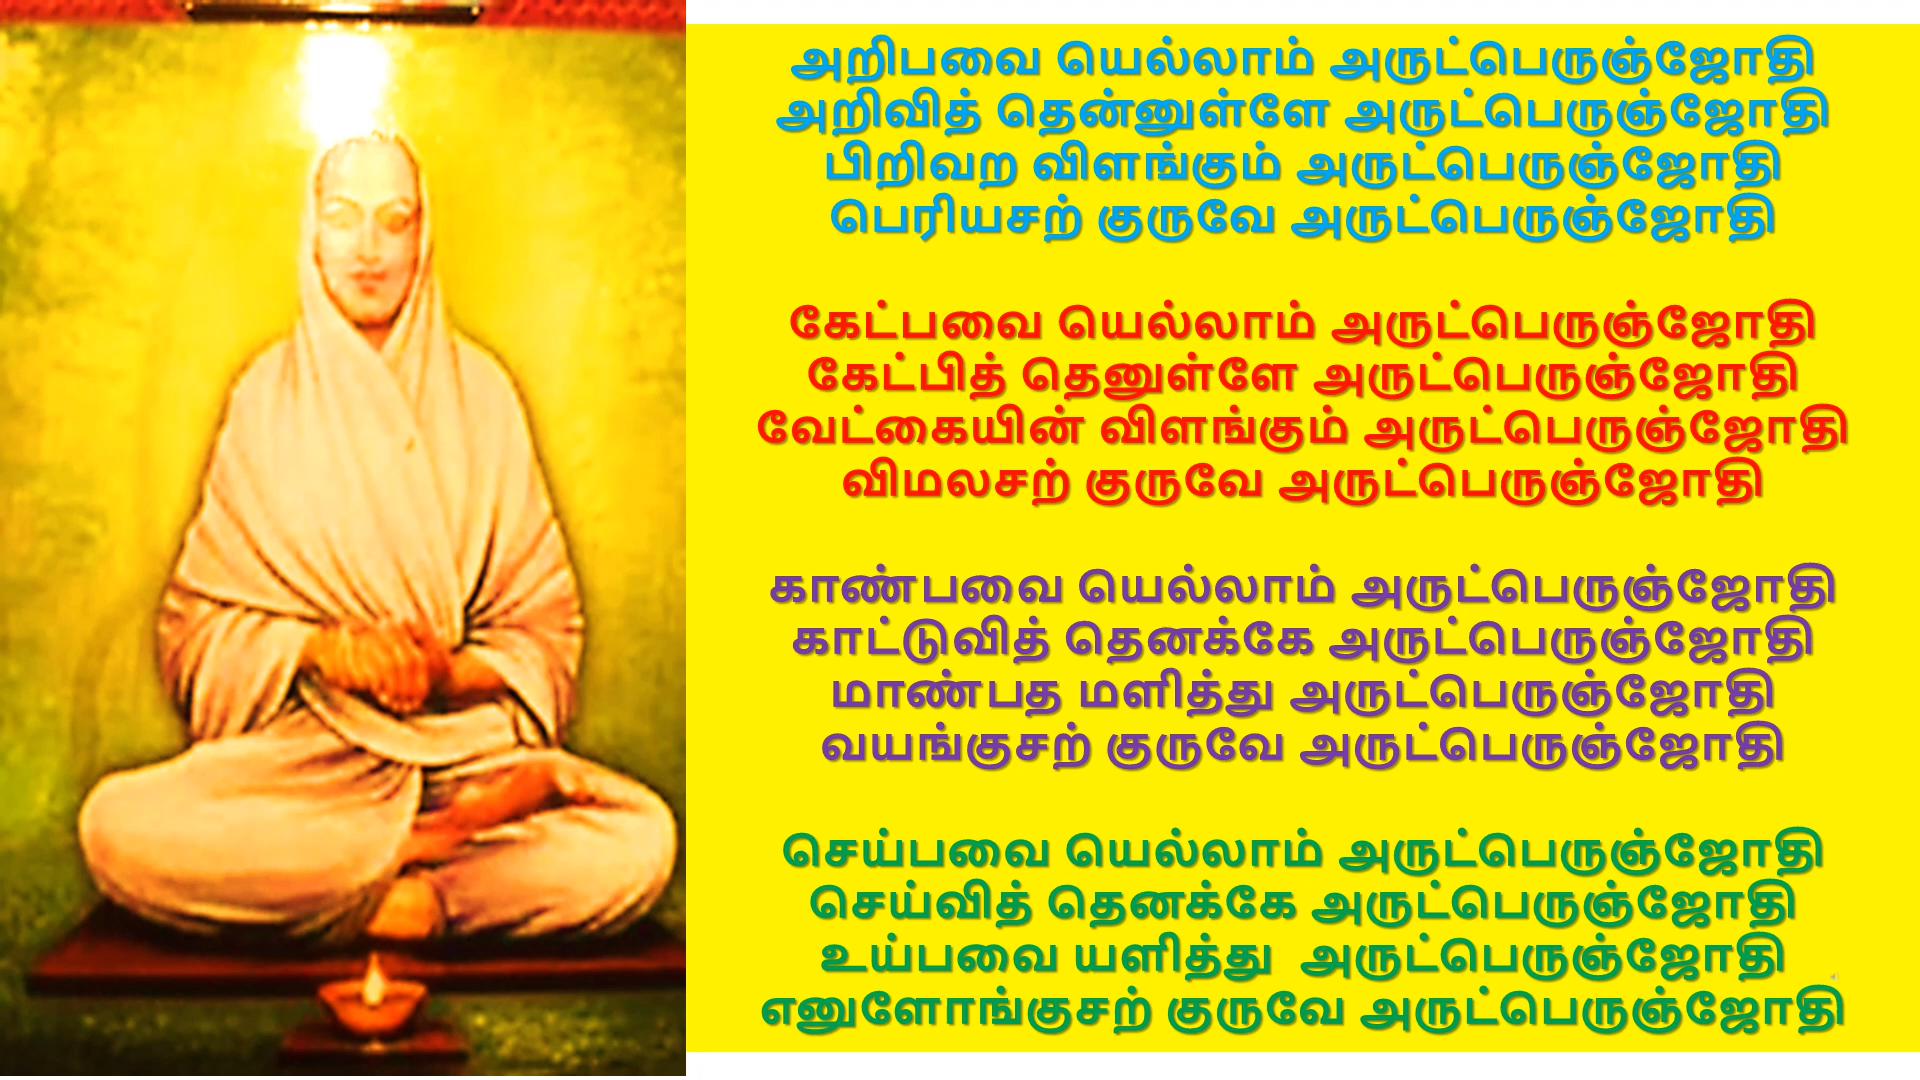 அறிபவை யெல்லாம் அருட்பெருஞ்ஜோதி
அறிவித் தென்னுள்ளே அருட்பெருஞ்ஜோதி
பிறிவற விளங்கும் அருட்பெருஞ்ஜோதி
பெரியசற் குருவே அருட்பெருஞ்ஜோதி
கேட்பவை யெல்லாம் அருட்பெருஞ்ஜோதி
கேட்பித் தெனுள்ளே அருட்பெருஞ்ஜோதி
வேட்கையின் விளங்கும் அருட்பெருஞ்ஜோதி
விமலசற் குருவே அருட்பெருஞ்ஜோதி
காண்பவை யெல்லாம் அருட்பெருஞ்ஜோதி
காட்டுவித் தெனக்கே அருட்பெருஞ்ஜோதி
மாண்பத மளித்து அருட்பெருஞ்ஜோதி
வயங்குசற் குருவே அருட்பெருஞ்ஜோதி
செய்பவை யெல்லாம் அருட்பெருஞ்ஜோதி
செய்வித் தெனக்கே அருட்பெருஞ்ஜோதி
உய்பவை யளித்து  அருட்பெருஞ்ஜோதி
எனுளோங்குசற் குருவே அருட்பெருஞ்ஜோதி